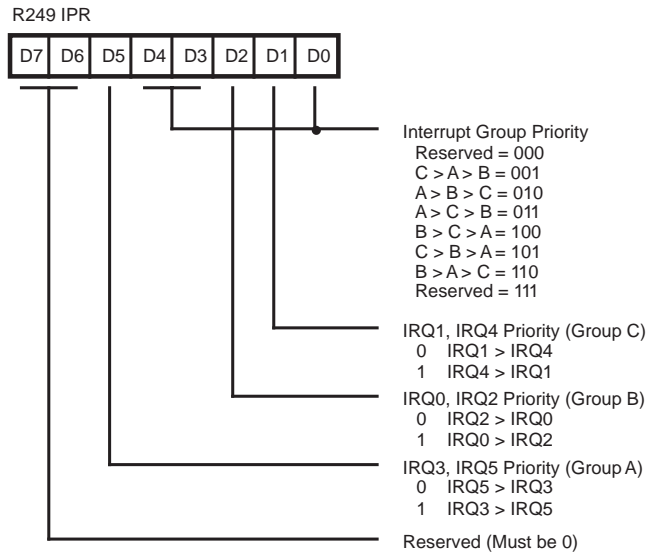 R249 IPR
D7 D6 D5 D4 D3 D2 D1 D0
Interrupt Group Priority
Reserved = 000
C > A > B = 001
A > B > C = 010
A > C > B = 011
B > C > A = 100
C > B > A = 101
B > A > C = 110
Reserved = 111
IRQ1, IRQ4 Priority (Group C)
0 IRQ1 > IRQ4
1 IRQ4 > IRQ1
IRQ0, IRQ2 Priority (Group B)
0 IRQ2 > IRQ0
1 IRQ0 > IRQ2
IRQ3, IRQ5 Priority (Group A)
0 IRQ5 > IRQ3
1 IRQ3 > IRQ5
Reserved (Must be 0)